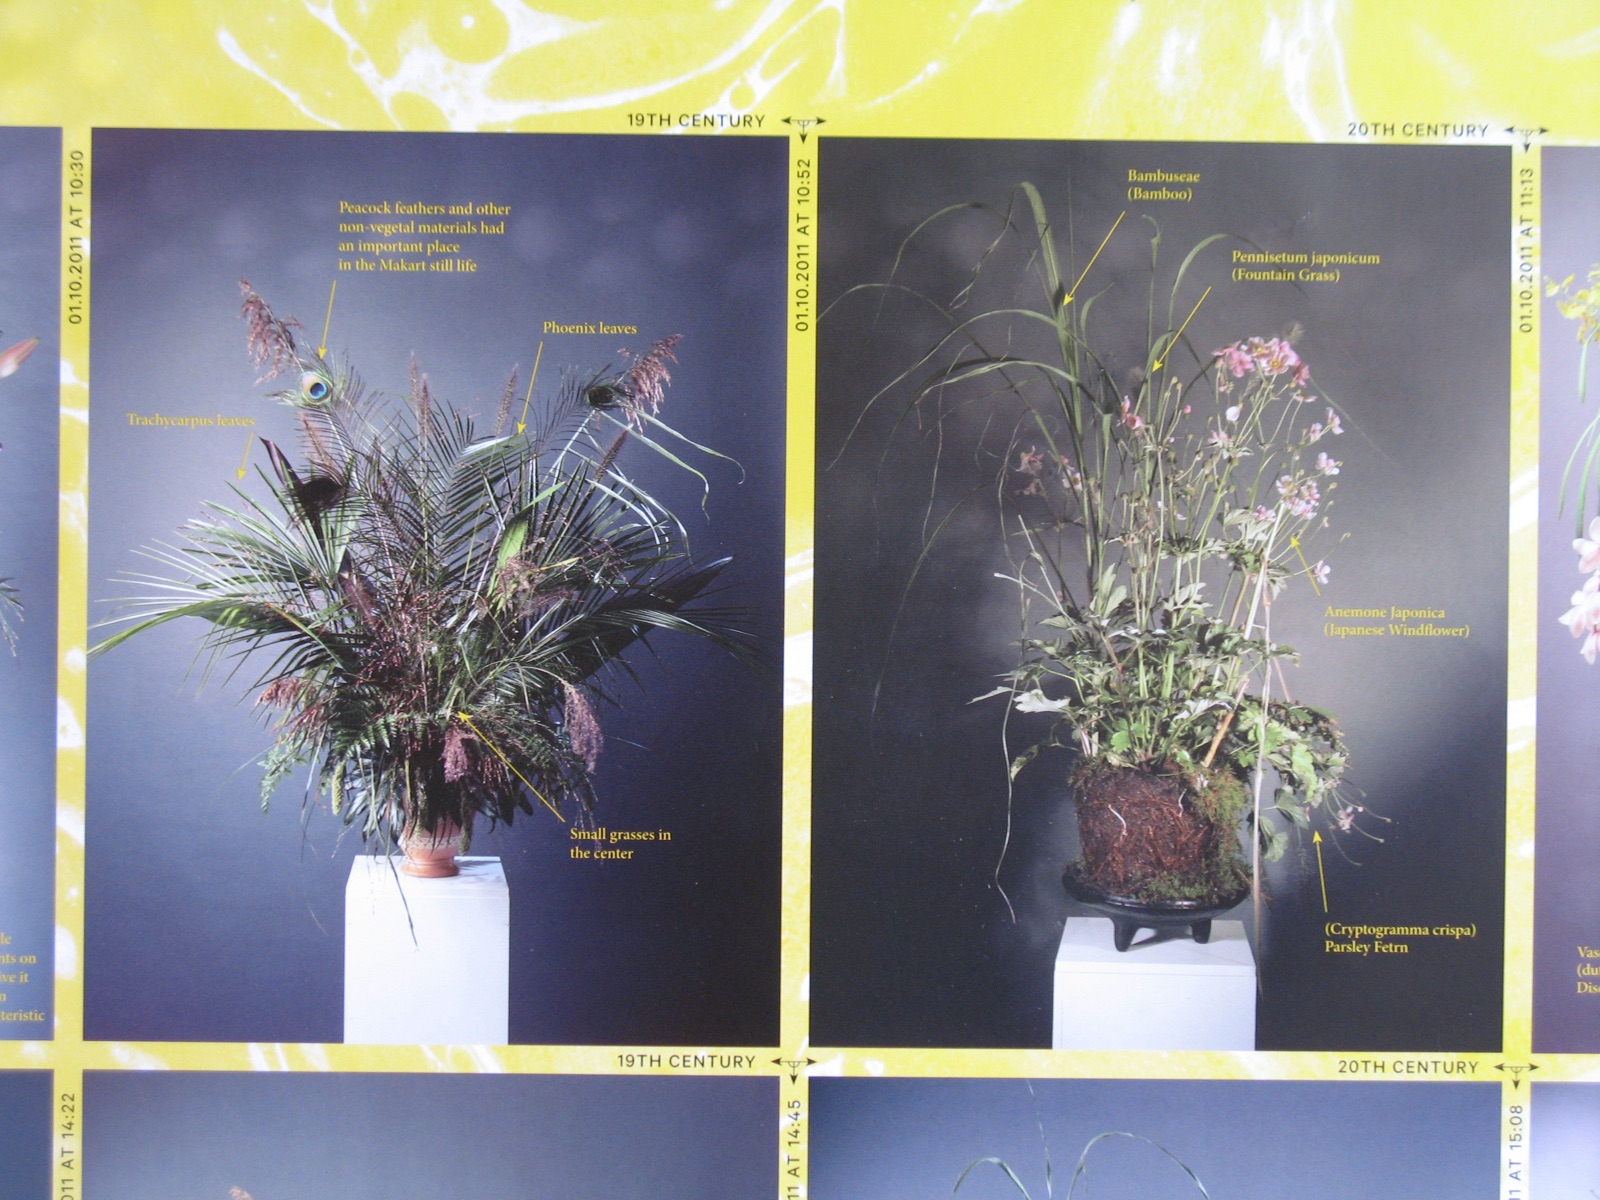 19TH CENTURY
20TH CENTURY
01.10.2011 AT 10:30
Peacock feathers and other
non-vegetal materials had
an important place
in the Makart still life
Phoenix leaves
Trachycarpus leaves
Small grasses in
the center
01.10.2011 AT 10:52
Bambuseae
(Bamboo)
Pennisetum japonicum
(Fountain Grass)
Anemone Japonica
(Japanese Windflower)
(Cryptogramma crispa)
Parsley Fetrn
01.10.2011 AT 11:13
on
it
19TH CENTURY
20TH CENTURY
AT 14:22
AT 14:45
AT 15:08